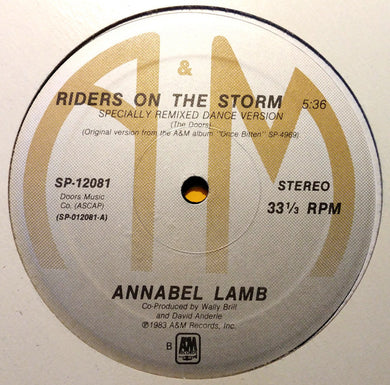 A&M
RIDERS ON THE STORM 5:36
SPECIALLY REMIXED DANCE VERSION
(The Doors)
(Original version from the A&M album "Once Bitten" SP-4969)
SP-12081
Doors Music
Co. (ASCAP)
(SP-012081-A)
STEREO
33⅓ RPM
ANNABEL LAMB
Co-Produced by Wally Brill
and David Anderle
℗1983 A&M Records, Inc.
B
A&M